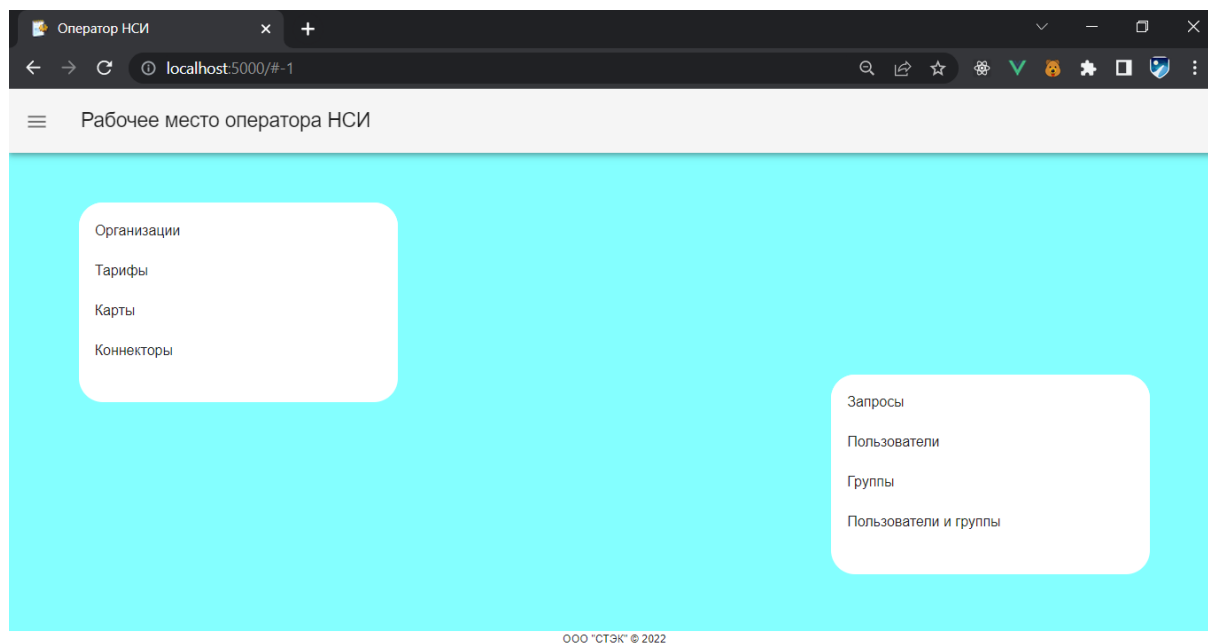 Оператор НСИ
localhost:5000/#-1
Рабочее место оператора НСИ
Организации
Тарифы
Карты
Коннекторы
Запросы
Пользователи
Группы
Пользователи и группы
ООО "СТЭК" © 2022